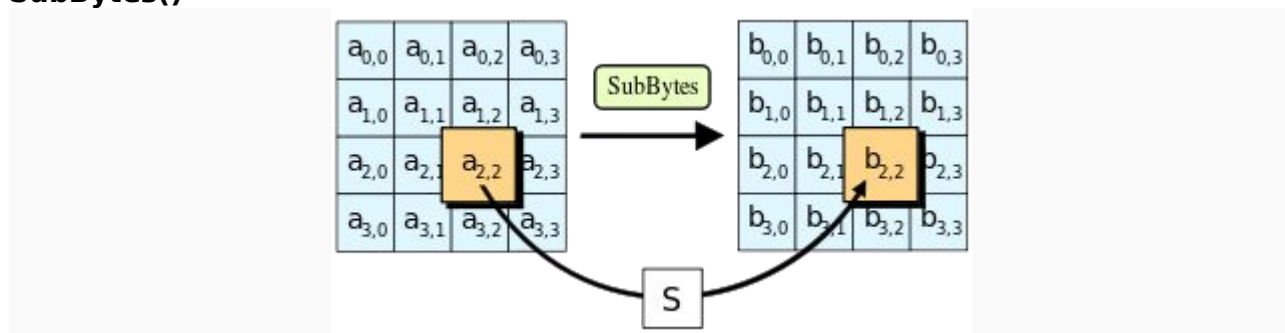 SubBytes()
a0,0 a0,1 a0,2 a0,3 b0,0 b0,1 b0,2 b0,3
SubBytes
a1,0 a1,1 a1,2 a1,3 b1,0 b1,1 b1,2 b1,3
a2,0 a2,1 a2,2 a2,3 b2,0 b2,1 b2,2 b2,3
a3,0 a3,1 a3,2 a3,3 b3,0 b3,1 b3,2 b3,3
S